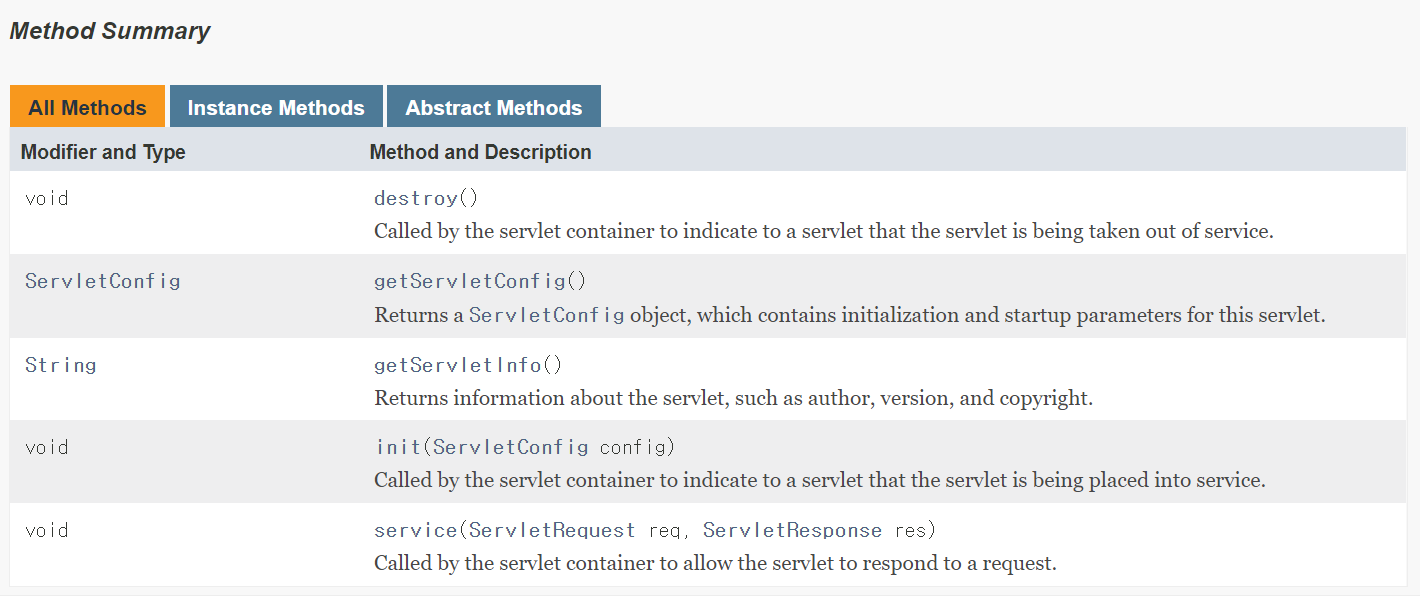 Method Summary
All Methods Instance Methods Abstract Methods
Modifier and Type Method and Description
void destroy()
Called by the servlet container to indicate to a servlet that the servlet is being taken out of service.
ServletConfig getServletConfig()
Returns a ServletConfig object, which contains initialization and startup parameters for this servlet.
String getServletInfo()
Returns information about the servlet, such as author, version, and copyright.
void init(ServletConfig config)
Called by the servlet container to indicate to a servlet that the servlet is being placed into service.
void service(ServletRequest req, ServletResponse res)
Called by the servlet container to allow the servlet to respond to a request.